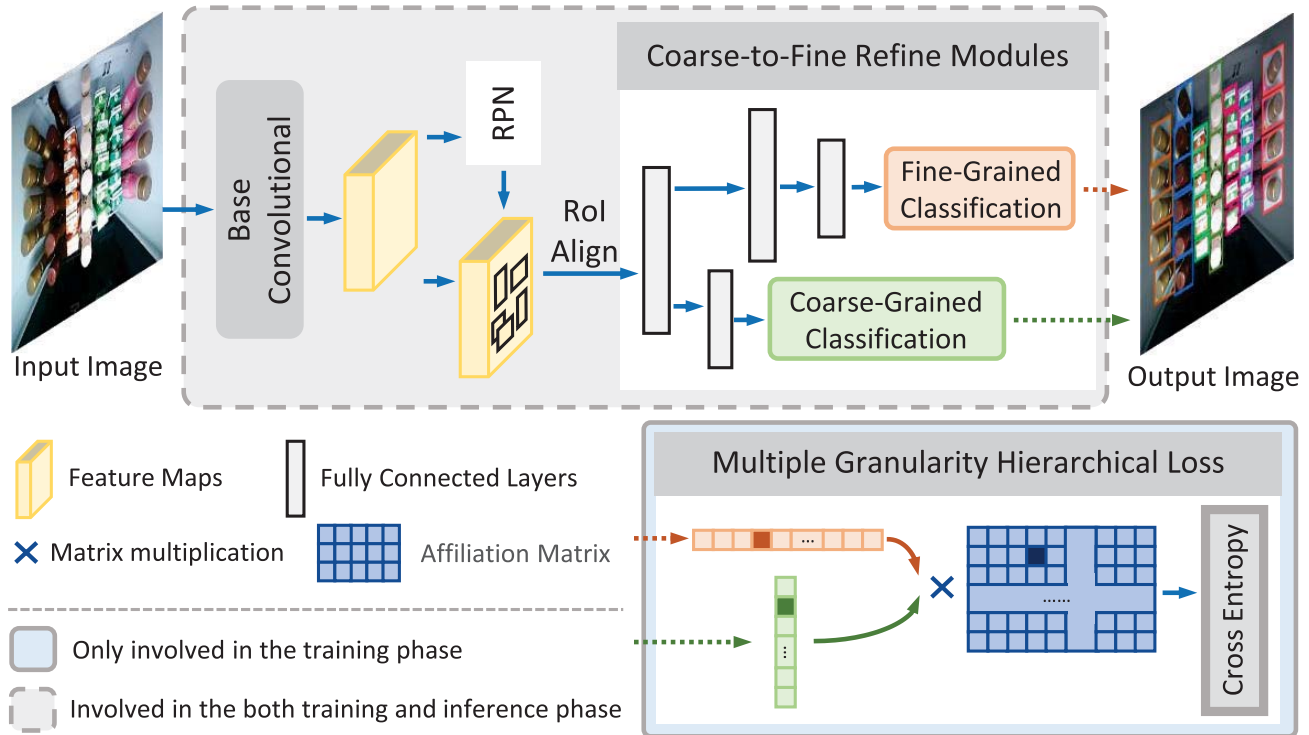 Coarse-to-Fine Refine Modules
Base
Convolutional
RPN
RoI
Align
Fine-Grained
Classification
Coarse-Grained
Classification
Input Image
Output Image
Feature Maps
Fully Connected Layers
Matrix multiplication
Affiliation Matrix
Only involved in the training phase
Involved in the both training and inference phase
Multiple Granularity Hierarchical Loss
...
...
......
Cross Entropy